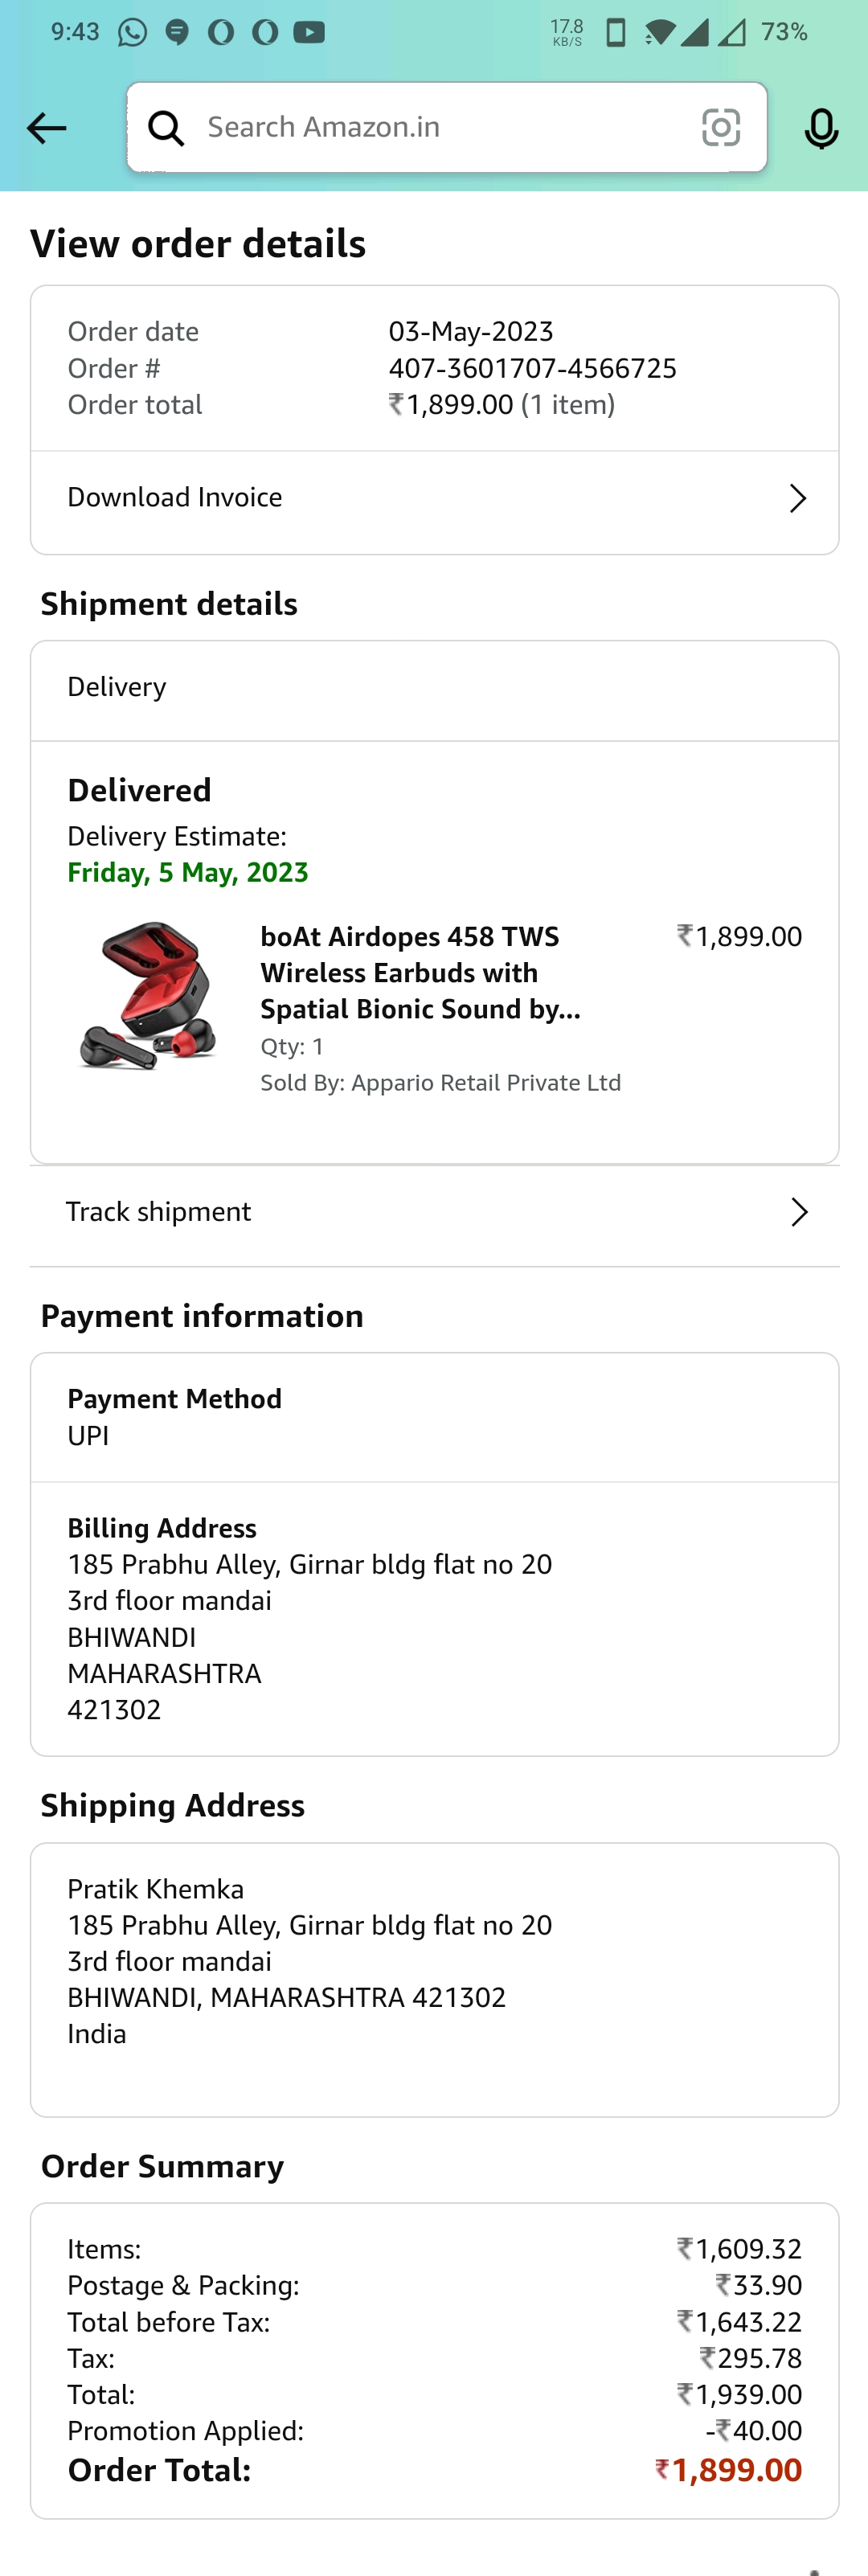 9:43 17.8 KB/S 73%
Search Amazon.in
View order details
Order date 03-May-2023
Order # 407-3601707-4566725
Order total ₹1,899.00 (1 item)
Download Invoice
Shipment details
Delivery
Delivered
Delivery Estimate:
Friday, 5 May, 2023
boAt Airdopes 458 TWS ₹1,899.00
Wireless Earbuds with
Spatial Bionic Sound by...
Qty: 1
Sold By: Appario Retail Private Ltd
Track shipment
Payment information
Payment Method
UPI
Billing Address
185 Prabhu Alley, Girnar bldg flat no 20
3rd floor mandai
BHIWANDI
MAHARASHTRA
421302
Shipping Address
Pratik Khemka
185 Prabhu Alley, Girnar bldg flat no 20
3rd floor mandai
BHIWANDI, MAHARASHTRA 421302
India
Order Summary
Items: ₹1,609.32
Postage & Packing: ₹33.90
Total before Tax: ₹1,643.22
Tax: ₹295.78
Total: ₹1,939.00
Promotion Applied: -₹40.00
Order Total: ₹1,899.00